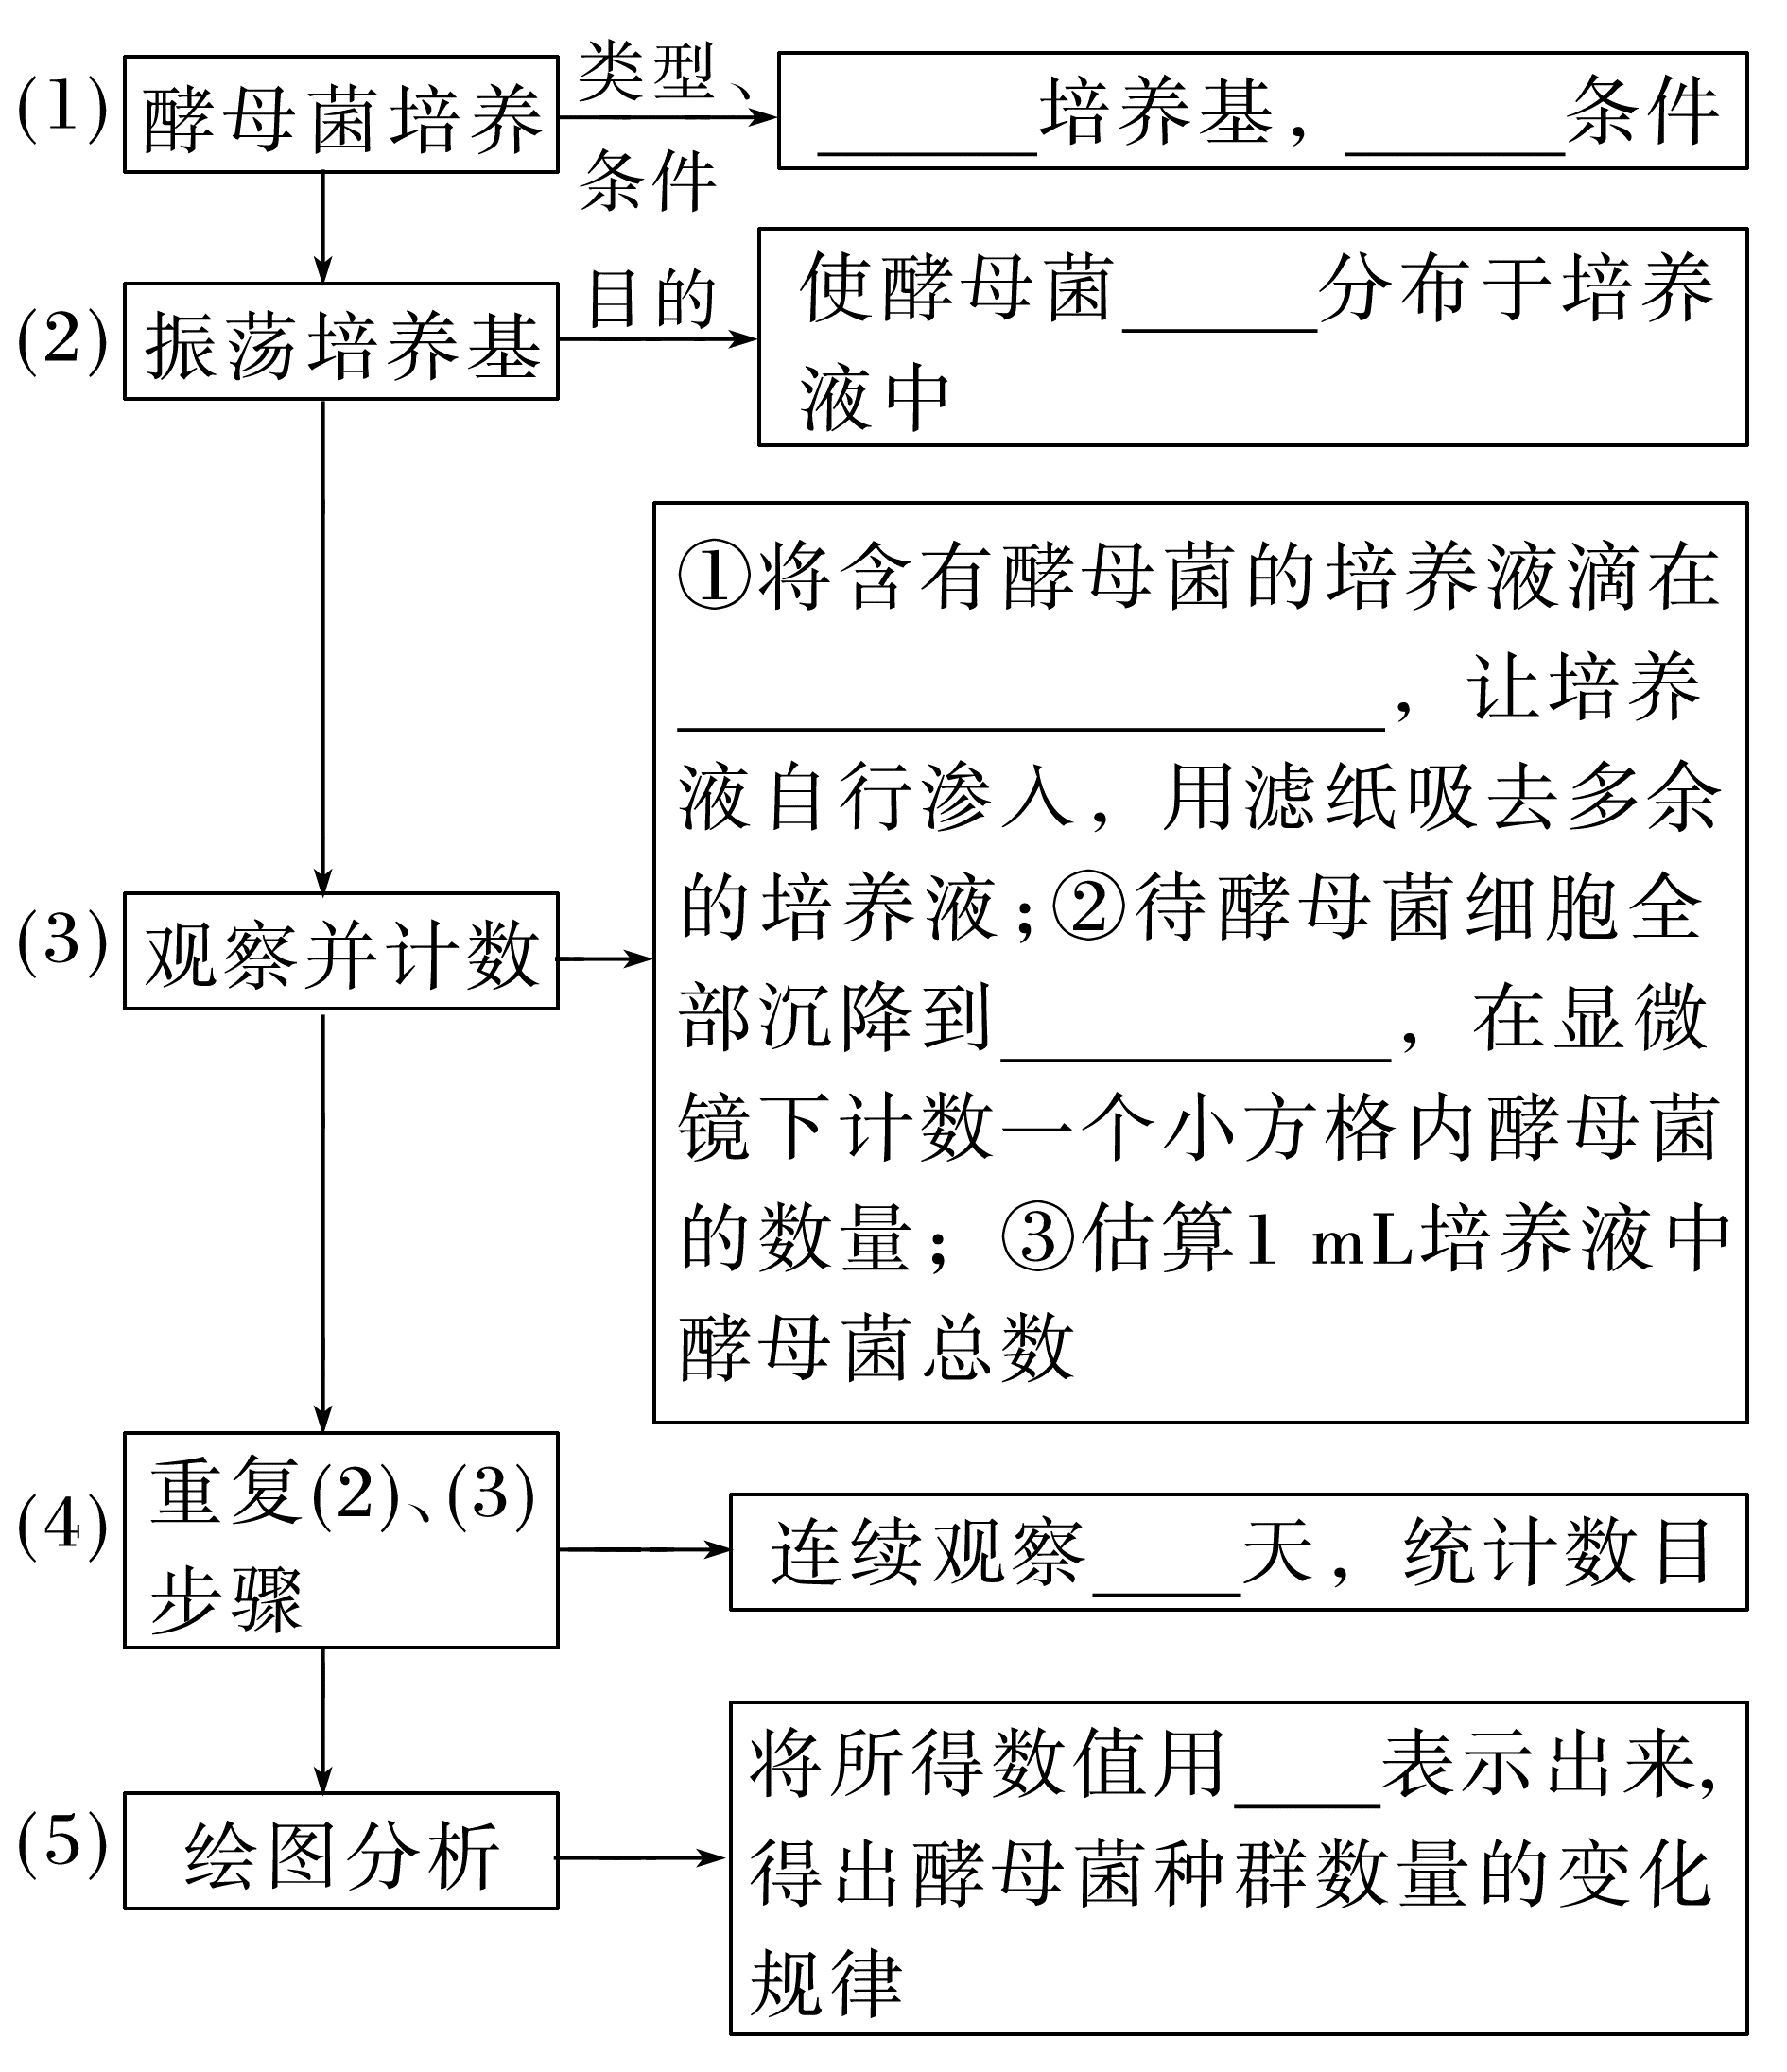 (1) 酵母菌培养
类型、
条件
______培养基，______条件
(2) 振荡培养基
目的
使酵母菌______分布于培养
液中
(3) 观察并计数
①将含有酵母菌的培养液滴在
____________________，让培养
液自行渗入，用滤纸吸去多余
的培养液；②待酵母菌细胞全
部沉降到___________，在显微
镜下计数一个小方格内酵母菌
的数量；③估算1 mL培养液中
酵母菌总数
(4) 重复(2)、(3)
步骤
连续观察____天，统计数目
(5) 绘图分析
将所得数值用____表示出来，
得出酵母菌种群数量的变化
规律